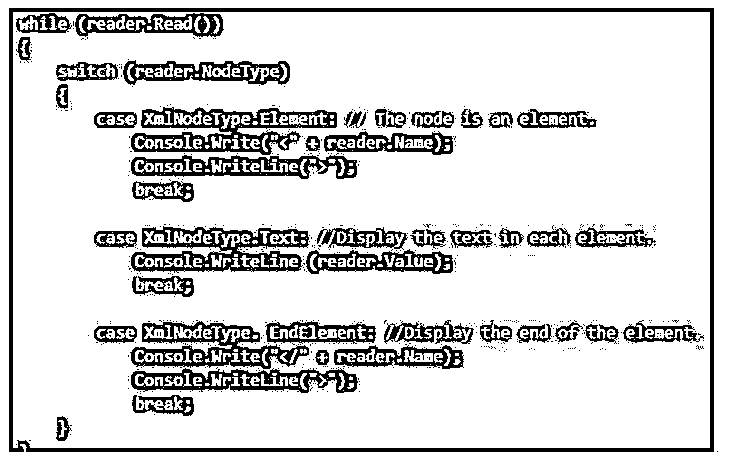 while (reader.Read())
{
    switch (reader.NodeType)
    {
        case XmlNodeType.Element: // The node is an element.
            Console.Write("<" + reader.Name);
            Console.WriteLine(">");
            break;

        case XmlNodeType.Text: //Display the text in each element.
            Console.WriteLine (reader.Value);
            break;

        case XmlNodeType. EndElement: //Display the end of the element.
            Console.Write("</" + reader.Name);
            Console.WriteLine(">");
            break;
    }
}